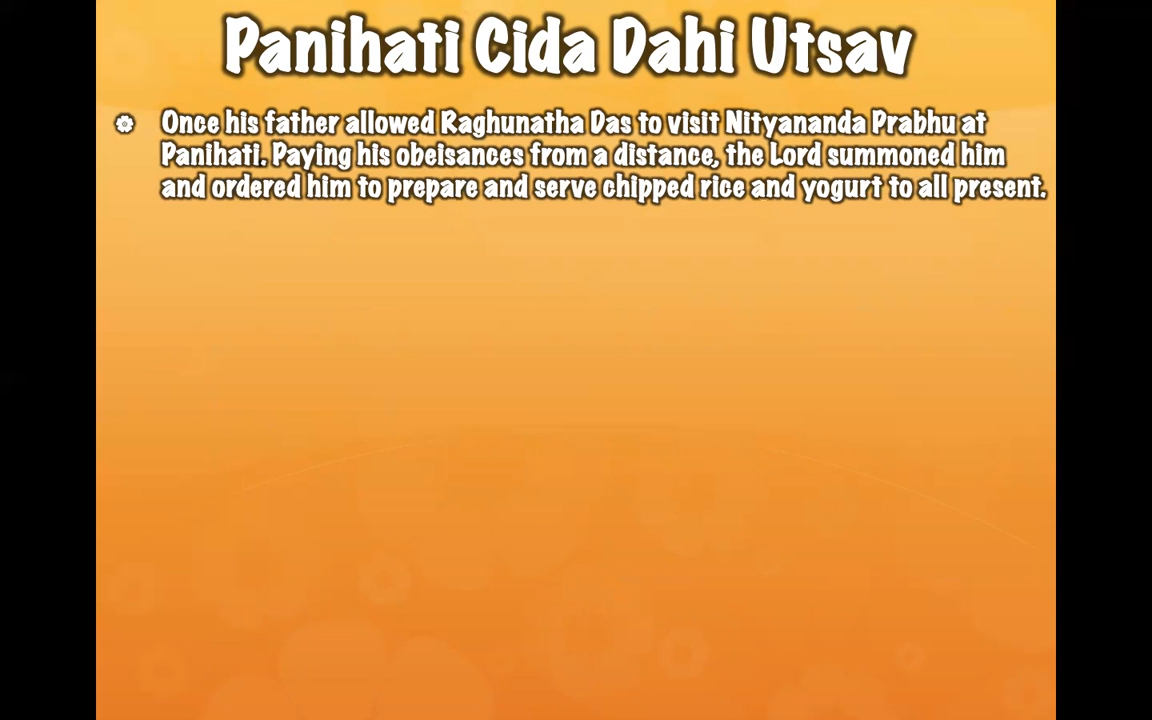 Panihati Cida Dahi Utsav
Once his father allowed Raghunatha Das to visit Nityananda Prabhu at
Panihati. Paying his obeisances from a distance, the Lord summoned him
and ordered him to prepare and serve chipped rice and yogurt to all present.